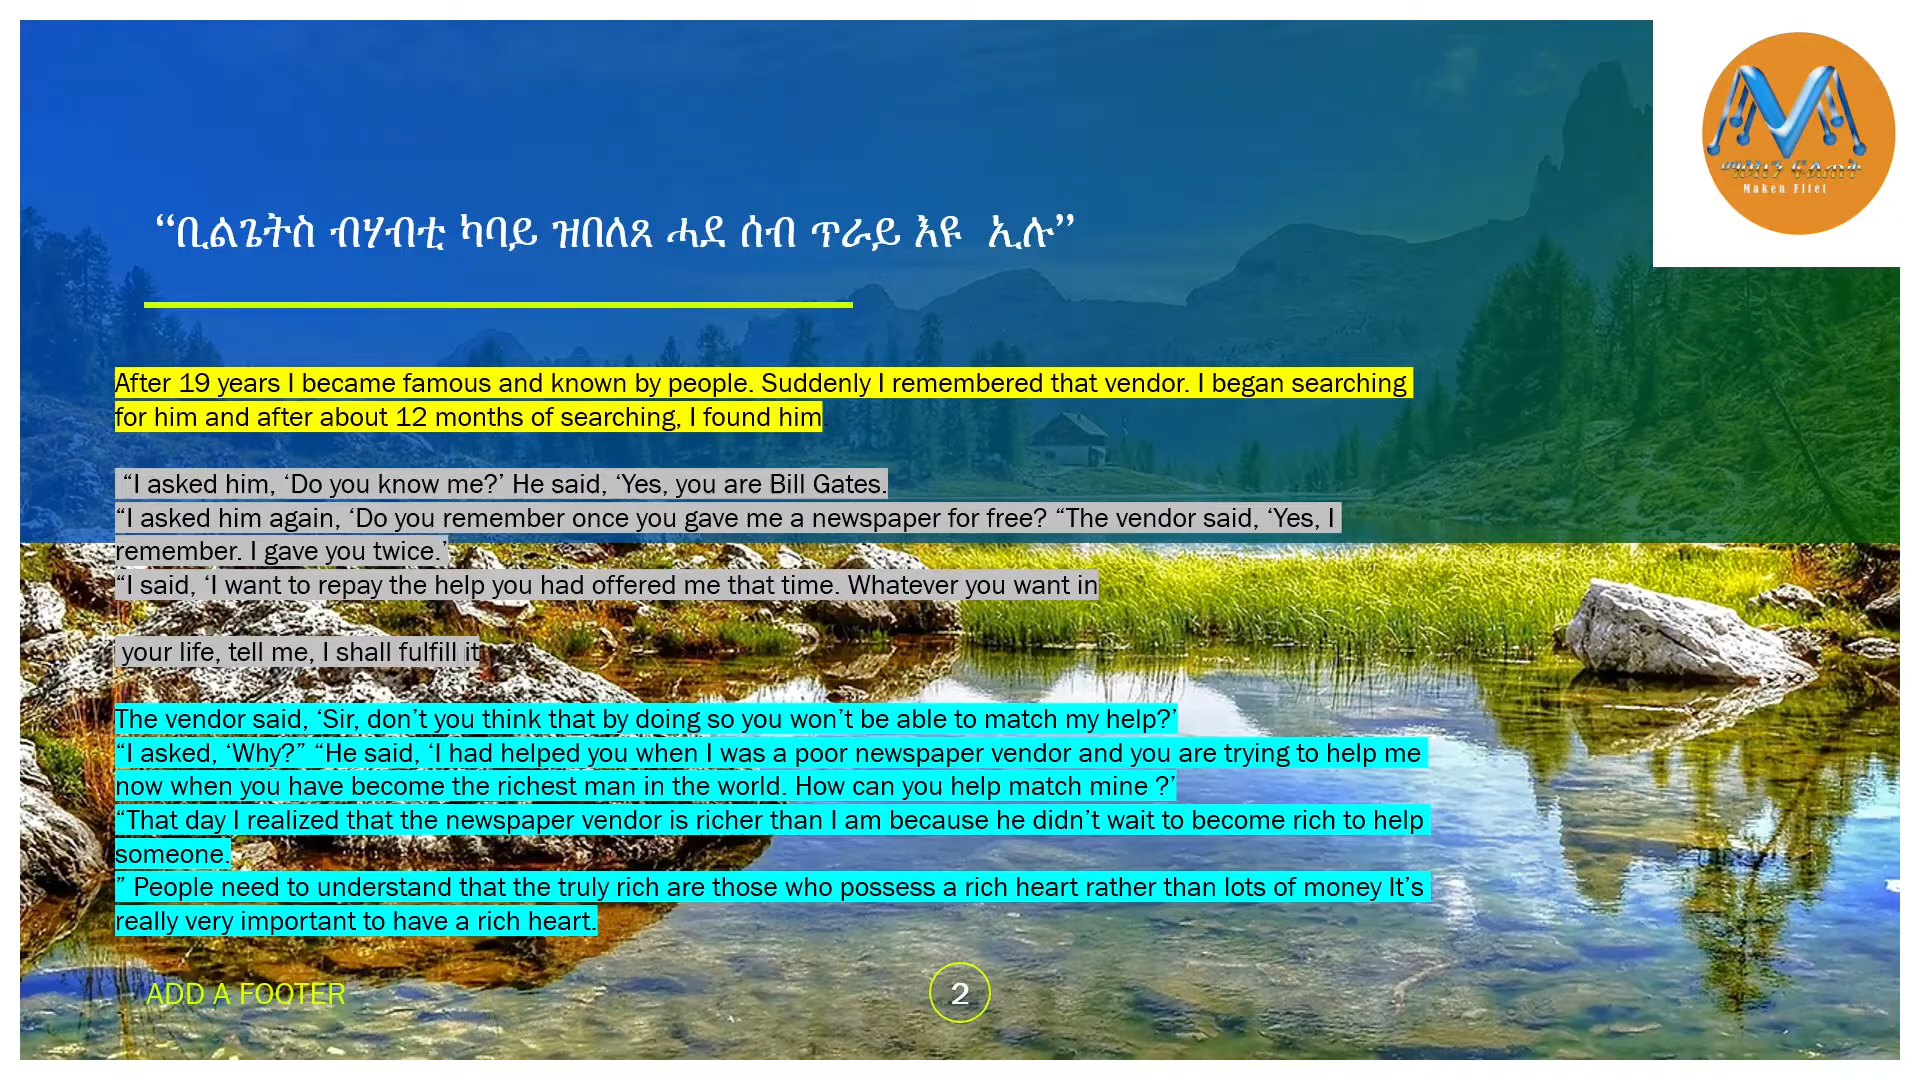 “ቢልጌትስ ብሃብቲ ካባይ ዝበለጸ ሓደ ሰብ ጥራይ እዩ ኢሉ”
After 19 years I became famous and known by people. Suddenly I remembered that vendor. I began searching
for him and after about 12 months of searching, I found him.
“I asked him, ‘Do you know me?’ He said, ‘Yes, you are Bill Gates.
“I asked him again, ‘Do you remember once you gave me a newspaper for free? “The vendor said, ‘Yes, I
remember. I gave you twice.’
“I said, ‘I want to repay the help you had offered me that time. Whatever you want in
your life, tell me, I shall fulfill it
The vendor said, ‘Sir, don’t you think that by doing so you won’t be able to match my help?’
“I asked, ‘Why?” “He said, ‘I had helped you when I was a poor newspaper vendor and you are trying to help me
now when you have become the richest man in the world. How can you help match mine ?’
“That day I realized that the newspaper vendor is richer than I am because he didn’t wait to become rich to help
someone.
” People need to understand that the truly rich are those who possess a rich heart rather than lots of money It’s
really very important to have a rich heart.
ADD A FOOTER
2
ማእከን ፍልጠት
Maken Fltet